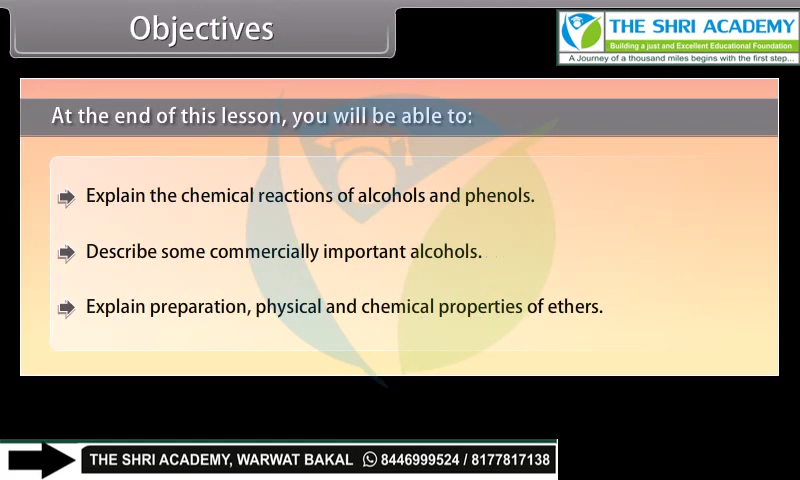 Objectives
THE SHRI ACADEMY
Building a just and Excellent Educational Foundation
A Journey of a thousand miles begins with the first step...
At the end of this lesson, you will be able to:
Explain the chemical reactions of alcohols and phenols.
Describe some commercially important alcohols.
Explain preparation, physical and chemical properties of ethers.
THE SHRI ACADEMY, WARWAT BAKAL 8446999524 / 8177817138